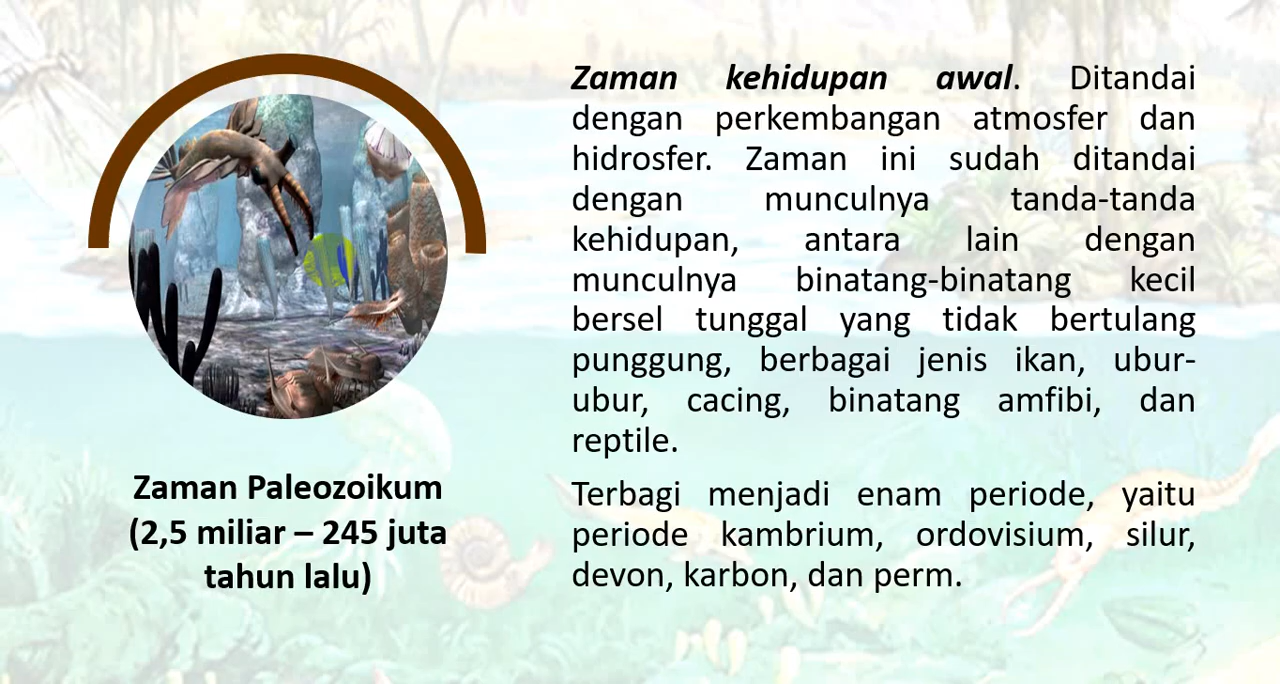 Zaman kehidupan awal. Ditandai
dengan perkembangan atmosfer dan
hidrosfer. Zaman ini sudah ditandai
dengan munculnya tanda-tanda
kehidupan, antara lain dengan
munculnya binatang-binatang kecil
bersel tunggal yang tidak bertulang
punggung, berbagai jenis ikan, ubur-
ubur, cacing, binatang amfibi, dan
reptile.
Terbagi menjadi enam periode, yaitu
periode kambrium, ordovisium, silur,
devon, karbon, dan perm.
Zaman Paleozoikum
(2,5 miliar – 245 juta
tahun lalu)